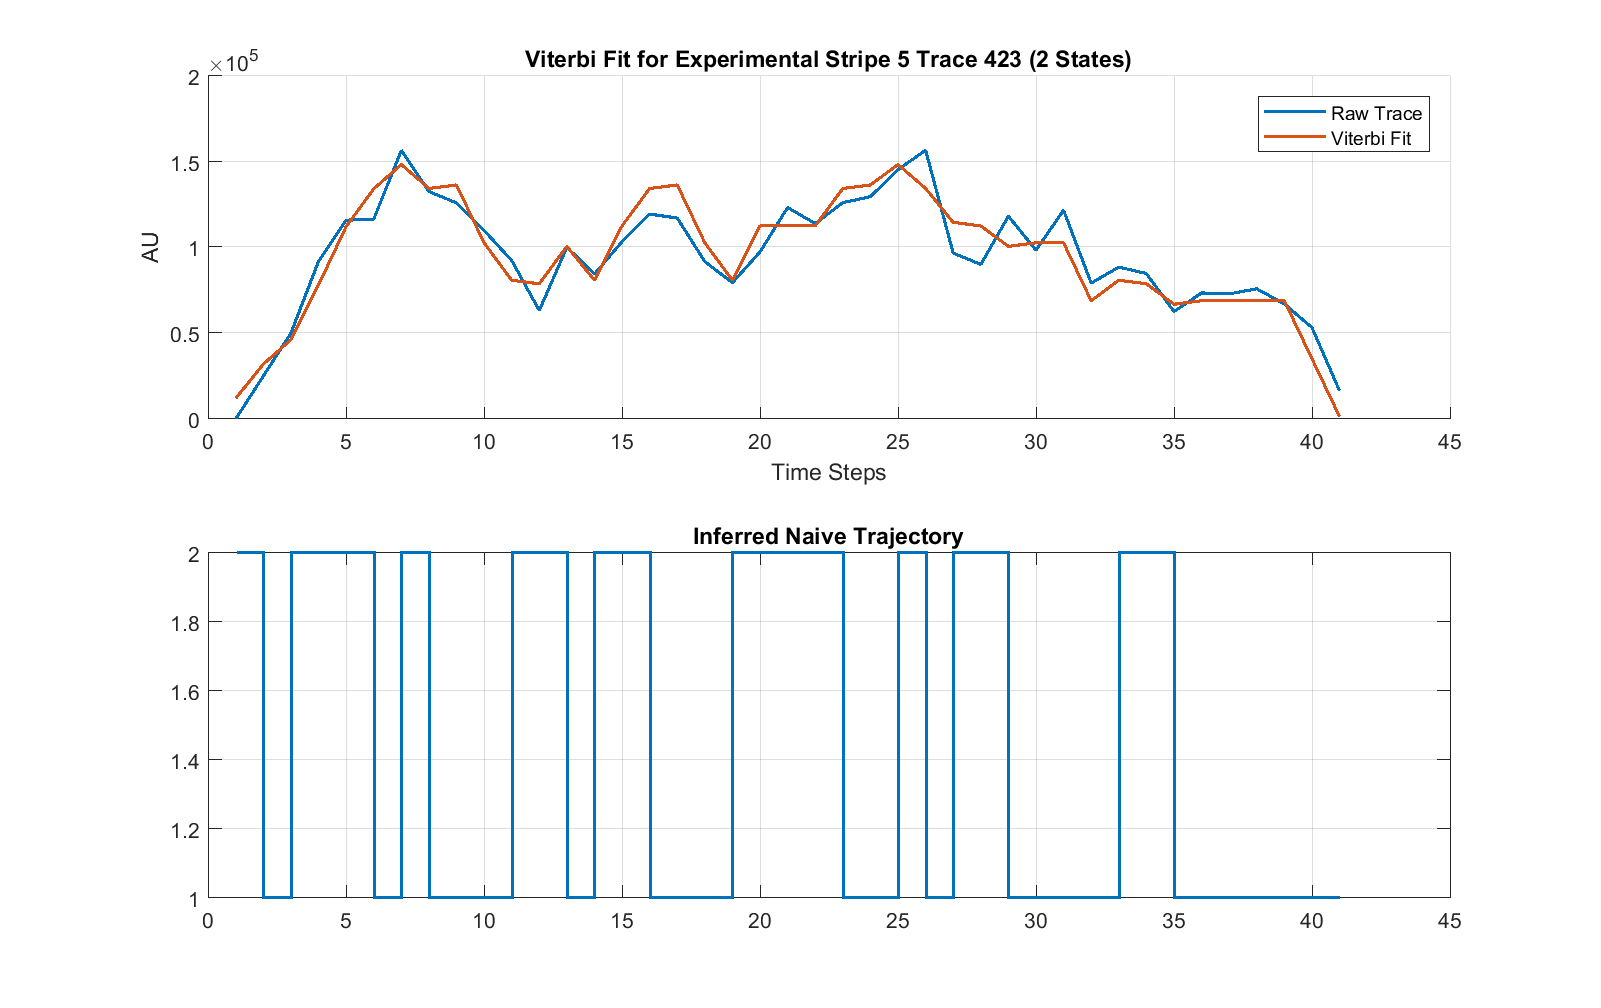 Viterbi Fit for Experimental Stripe 5 Trace 423 (2 States)
×10^5
2
1.5
1
0.5
0
AU
Raw Trace
Viterbi Fit
0 5 10 15 20 25 30 35 40 45
Time Steps
Inferred Naive Trajectory
2
1.8
1.6
1.4
1.2
1
0 5 10 15 20 25 30 35 40 45